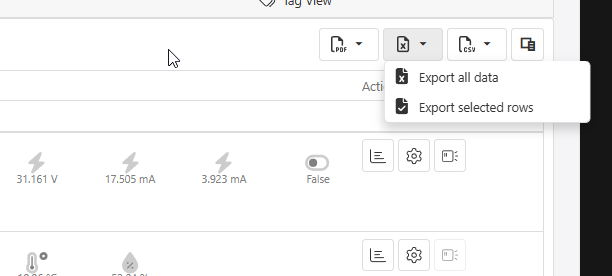 Tag View
PDF
CSV
Export all data
Export selected rows
31.161 V
17.505 mA
3.923 mA
False